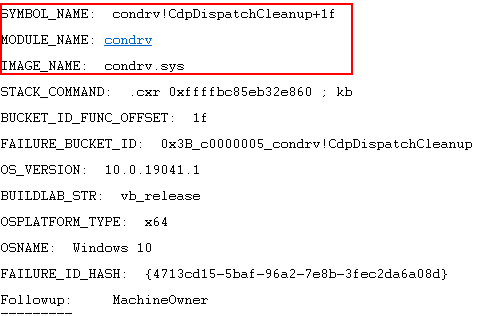 SYMBOL_NAME:  condrv!CdpDispatchCleanup+1f
MODULE_NAME: condrv
IMAGE_NAME:  condrv.sys
STACK_COMMAND:  .cxr 0xffffbc85eb32e860 ; kb
BUCKET_ID_FUNC_OFFSET:  1f
FAILURE_BUCKET_ID:  0x3B_c0000005_condrv!CdpDispatchCleanup
OS_VERSION:  10.0.19041.1
BUILDLAB_STR:  vb_release
OSPLATFORM_TYPE:  x64
OSNAME:  Windows 10
FAILURE_ID_HASH:  {4713cd15-5baf-96a2-7e8b-3fec2da6a08d}
Followup:     MachineOwner
---------